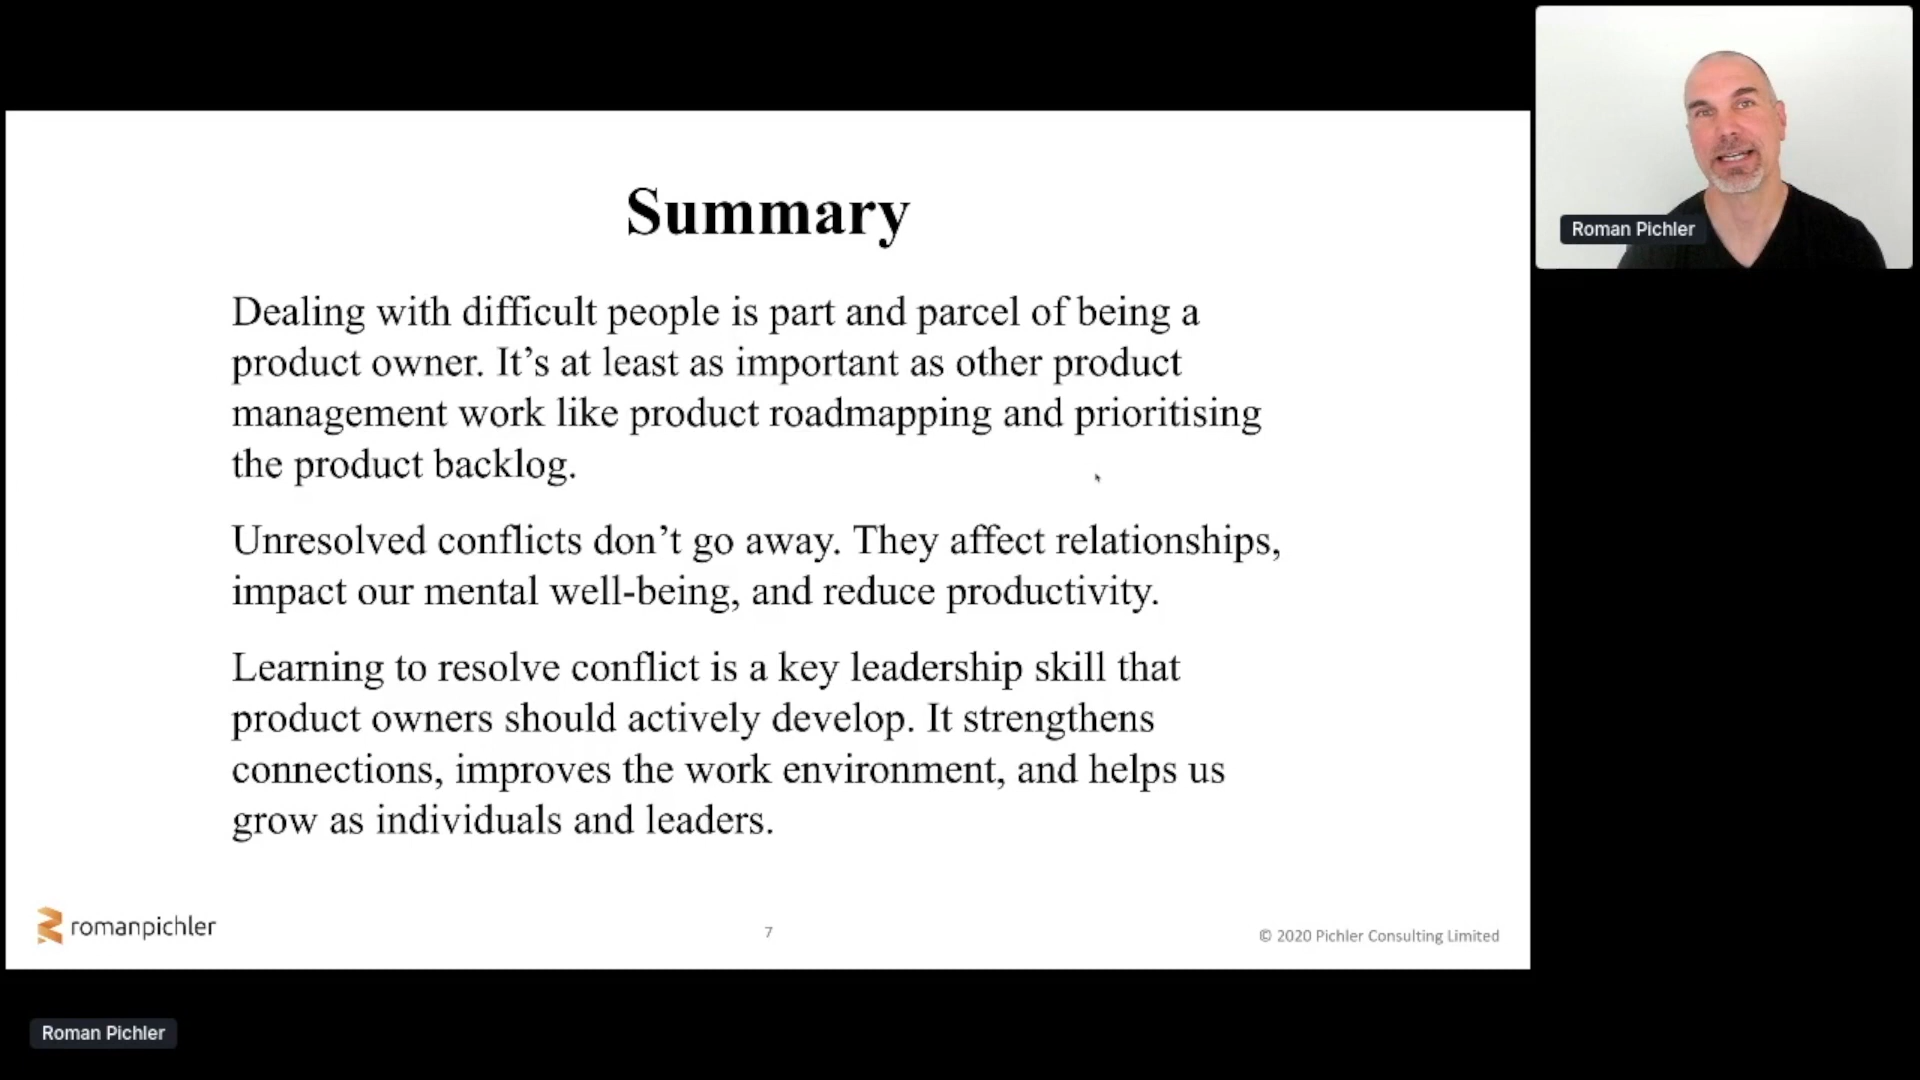 Summary
Dealing with difficult people is part and parcel of being a
product owner. It’s at least as important as other product
management work like product roadmapping and prioritising
the product backlog.
Unresolved conflicts don’t go away. They affect relationships,
impact our mental well-being, and reduce productivity.
Learning to resolve conflict is a key leadership skill that
product owners should actively develop. It strengthens
connections, improves the work environment, and helps us
grow as individuals and leaders.
romanpichler
7
© 2020 Pichler Consulting Limited
Roman Pichler
Roman Pichler